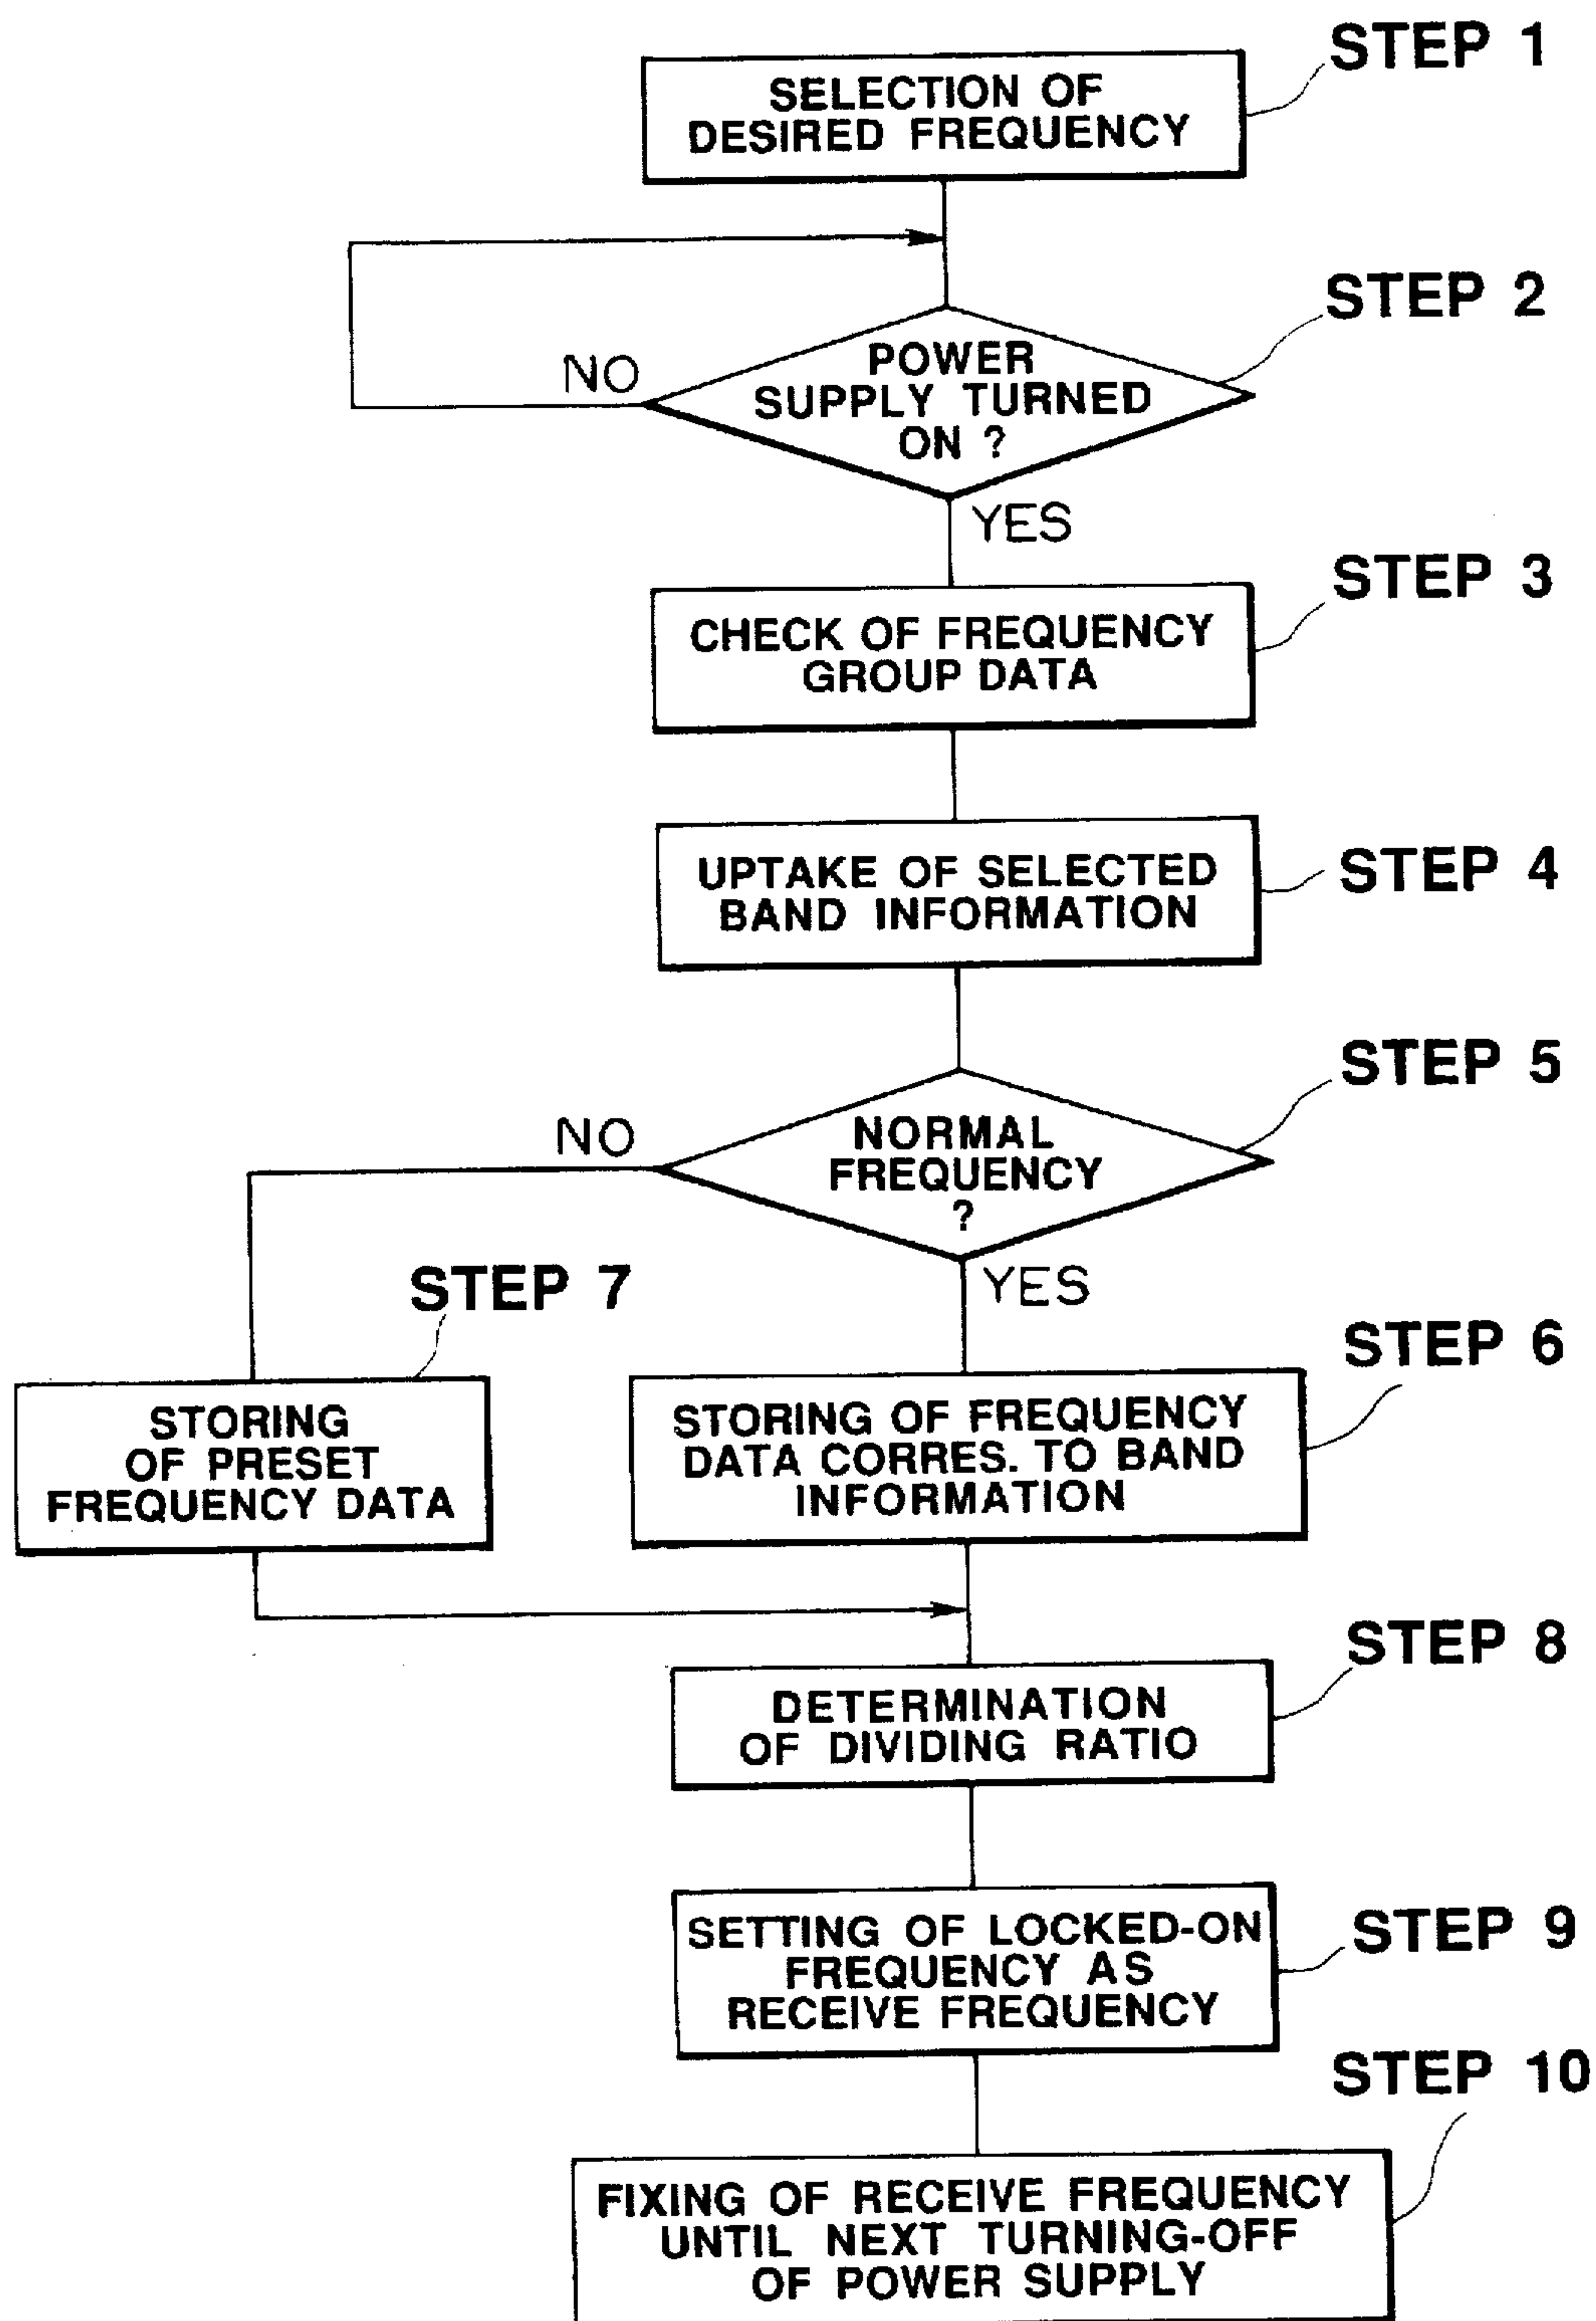 STEP 1
SELECTION OF
DESIRED FREQUENCY
STEP 2
NO
POWER
SUPPLY TURNED
ON ?
YES
STEP 3
CHECK OF FREQUENCY
GROUP DATA
STEP 4
UPTAKE OF SELECTED
BAND INFORMATION
STEP 5
NO
NORMAL
FREQUENCY
?
YES
STEP 7
STORING
OF PRESET
FREQUENCY DATA
STEP 6
STORING OF FREQUENCY
DATA CORRES. TO BAND
INFORMATION
STEP 8
DETERMINATION
OF DIVIDING RATIO
STEP 9
SETTING OF LOCKED-ON
FREQUENCY AS
RECEIVE FREQUENCY
STEP 10
FIXING OF RECEIVE FREQUENCY
UNTIL NEXT TURNING-OFF
OF POWER SUPPLY